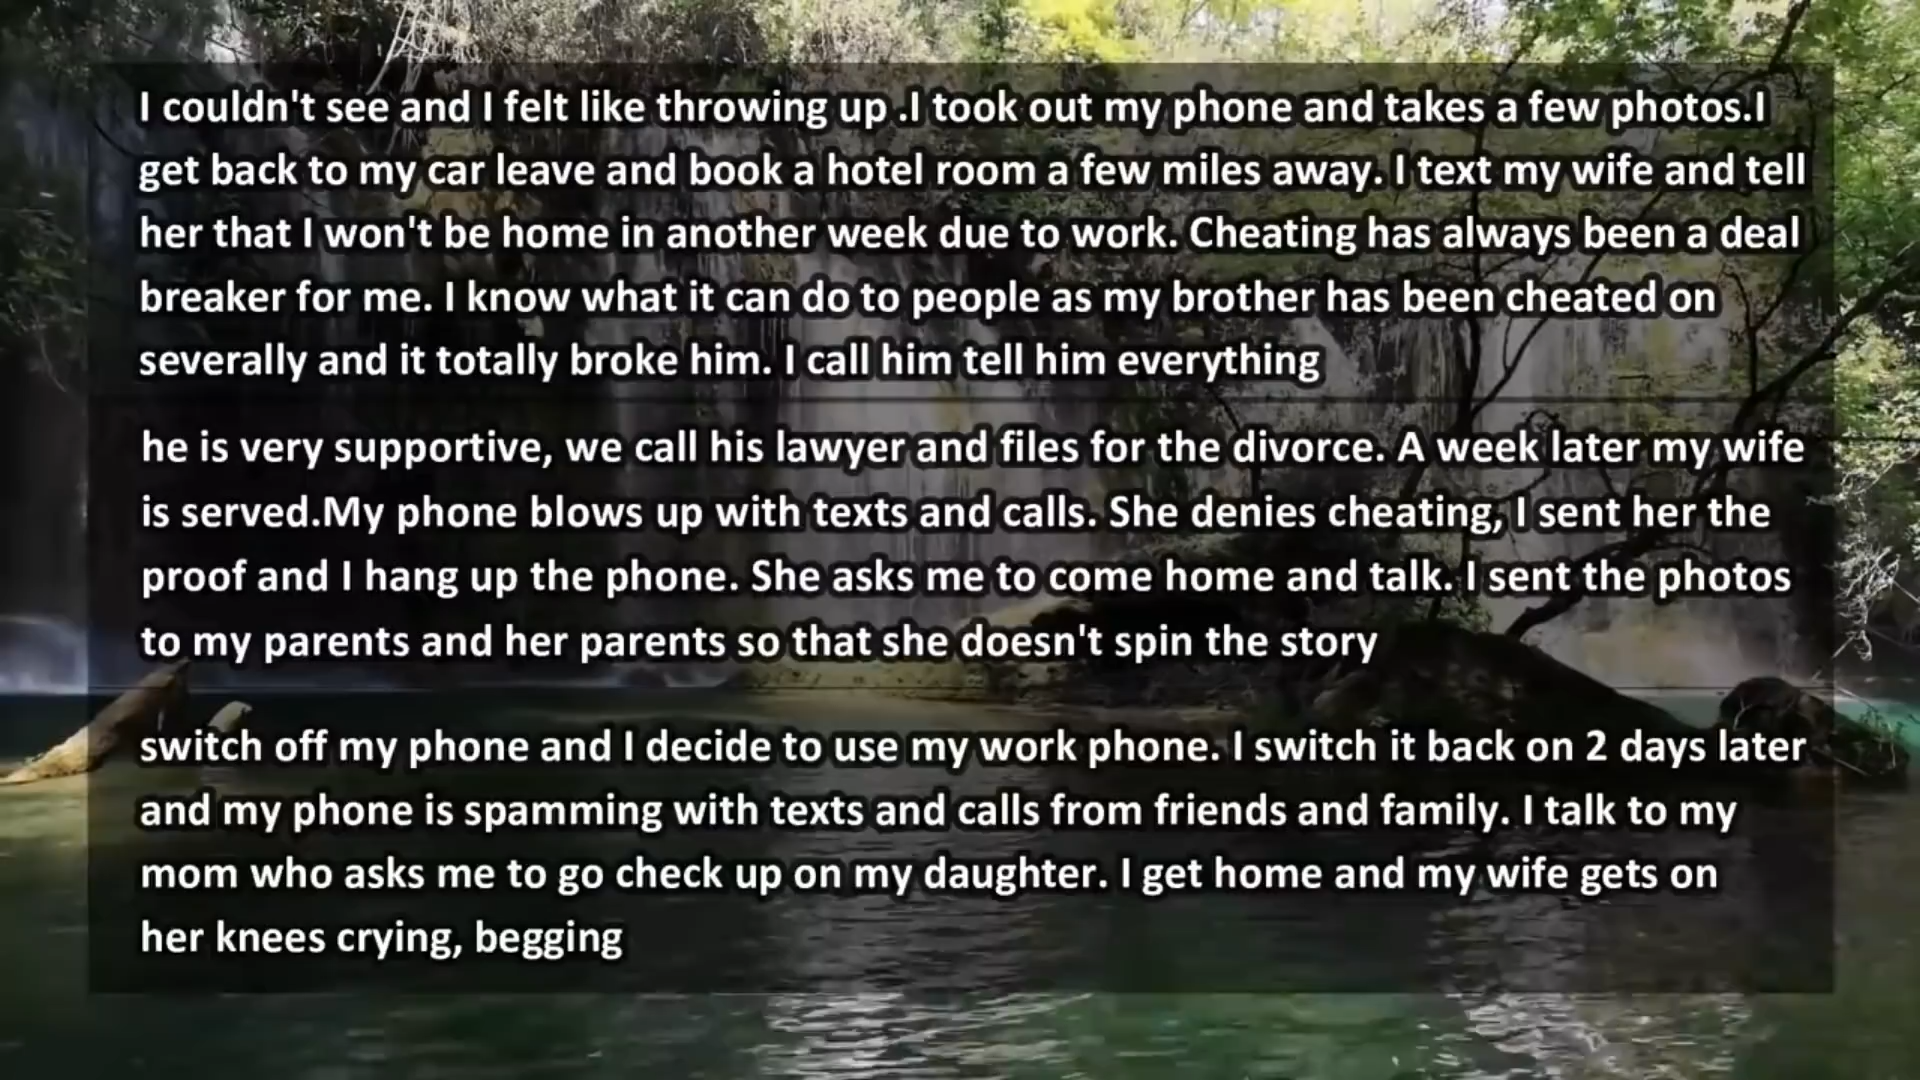 I couldn't see and I felt like throwing up .I took out my phone and takes a few photos.I
get back to my car leave and book a hotel room a few miles away. I text my wife and tell
her that I won't be home in another week due to work. Cheating has always been a deal
breaker for me. I know what it can do to people as my brother has been cheated on
severally and it totally broke him. I call him tell him everything
he is very supportive, we call his lawyer and files for the divorce. A week later my wife
is served.My phone blows up with texts and calls. She denies cheating, I sent her the
proof and I hang up the phone. She asks me to come home and talk. I sent the photos
to my parents and her parents so that she doesn't spin the story
switch off my phone and I decide to use my work phone. I switch it back on 2 days later
and my phone is spamming with texts and calls from friends and family. I talk to my
mom who asks me to go check up on my daughter. I get home and my wife gets on
her knees crying, begging